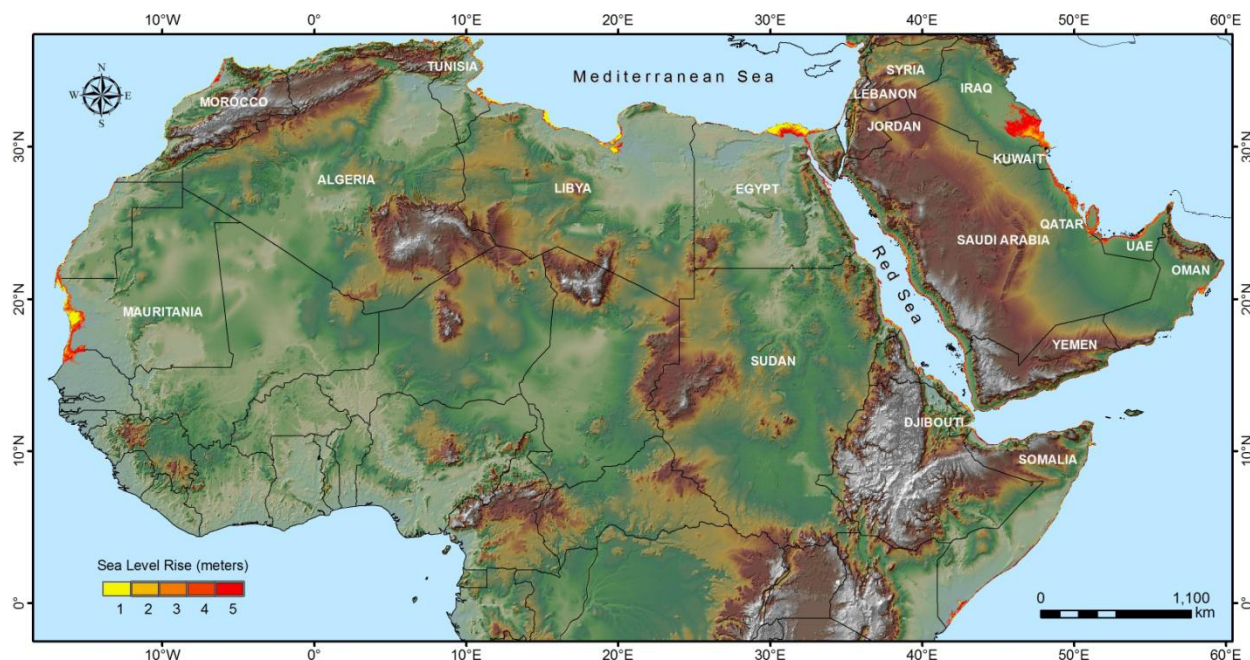 10°W 0° 10°E 20°E 30°E 40°E 50°E 60°E
N
W E
S
TUNISIA
Mediterranean Sea
SYRIA
MOROCCO
LEBANON
IRAQ
JORDAN
30°N
30°N
KUWAIT
ALGERIA
LIBYA
EGYPT
QATAR
SAUDI ARABIA
UAE
OMAN
Red Sea
20°N
20°N
MAURITANIA
YEMEN
SUDAN
10°N
10°N
DJIBOUTI
SOMALIA
Sea Level Rise (meters)
1 2 3 4 5
0°
0°
0 1,100
km
10°W 0° 10°E 20°E 30°E 40°E 50°E 60°E